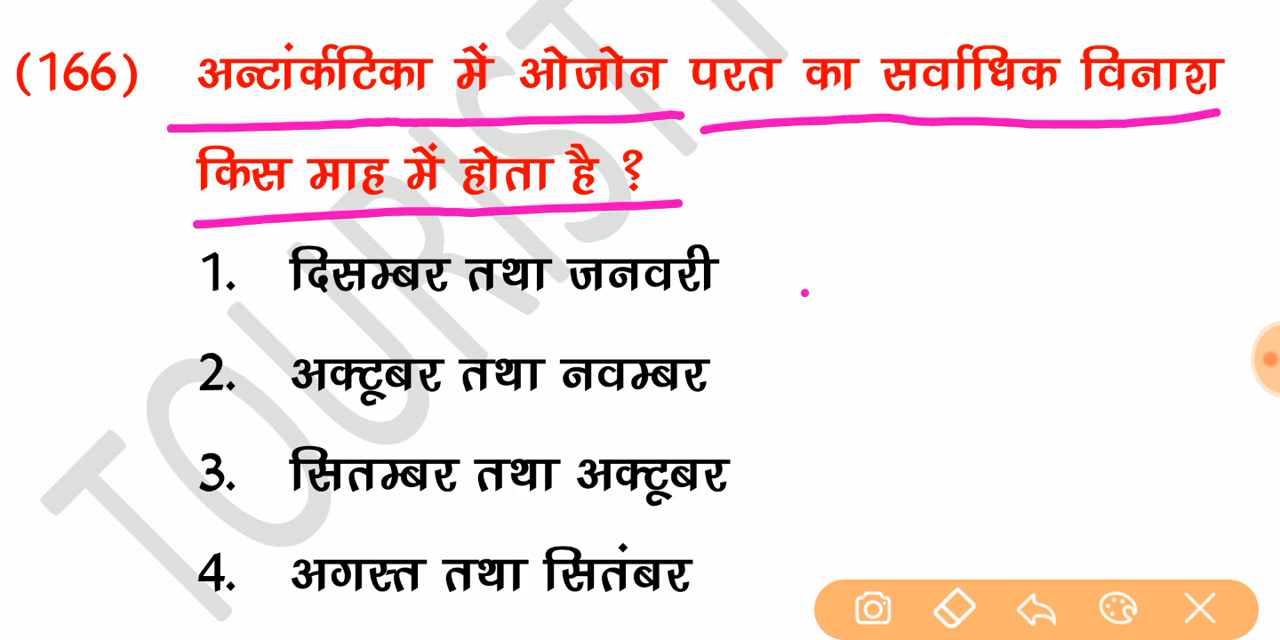 (166) अन्टांर्कटिका में ओजोन परत का सर्वाधिक विनाश
किस माह में होता है ?
1. दिसम्बर तथा जनवरी
2. अक्टूबर तथा नवम्बर
3. सितम्बर तथा अक्टूबर
4. अगस्त तथा सितंबर
TOURIST